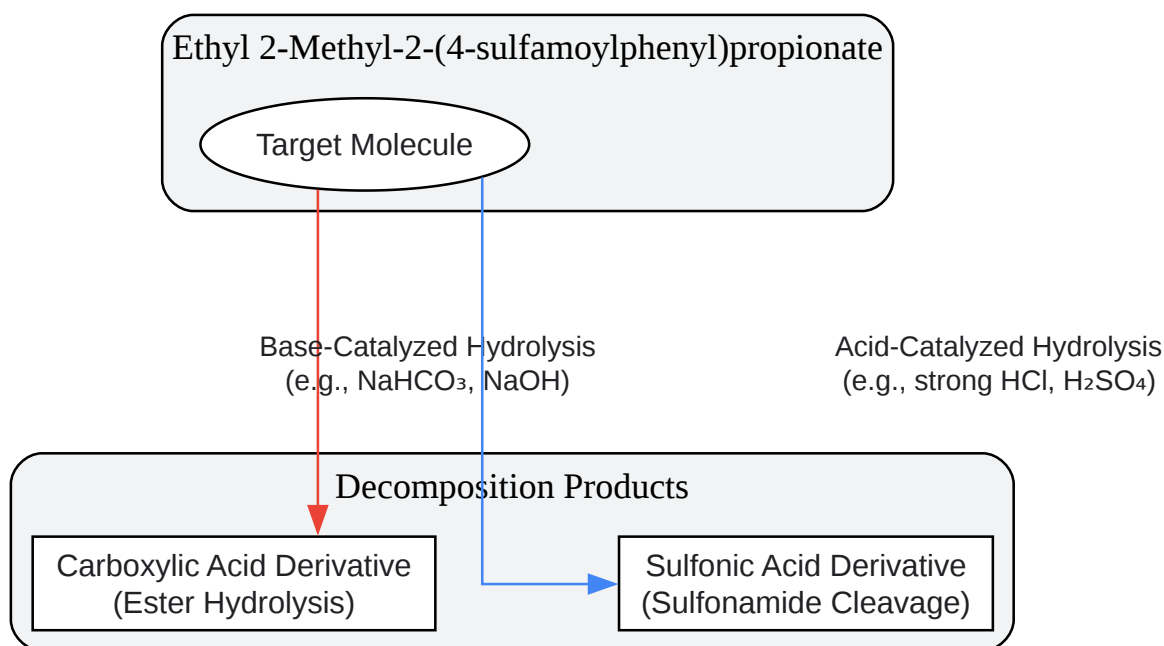 Ethyl 2-Methyl-2-(4-sulfamoylphenyl)propionate
Target Molecule
Base-Catalyzed Hydrolysis
(e.g., NaHCO₃, NaOH)
Acid-Catalyzed Hydrolysis
(e.g., strong HCl, H₂SO₄)
Decomposition Products
Carboxylic Acid Derivative
(Ester Hydrolysis)
Sulfonic Acid Derivative
(Sulfonamide Cleavage)